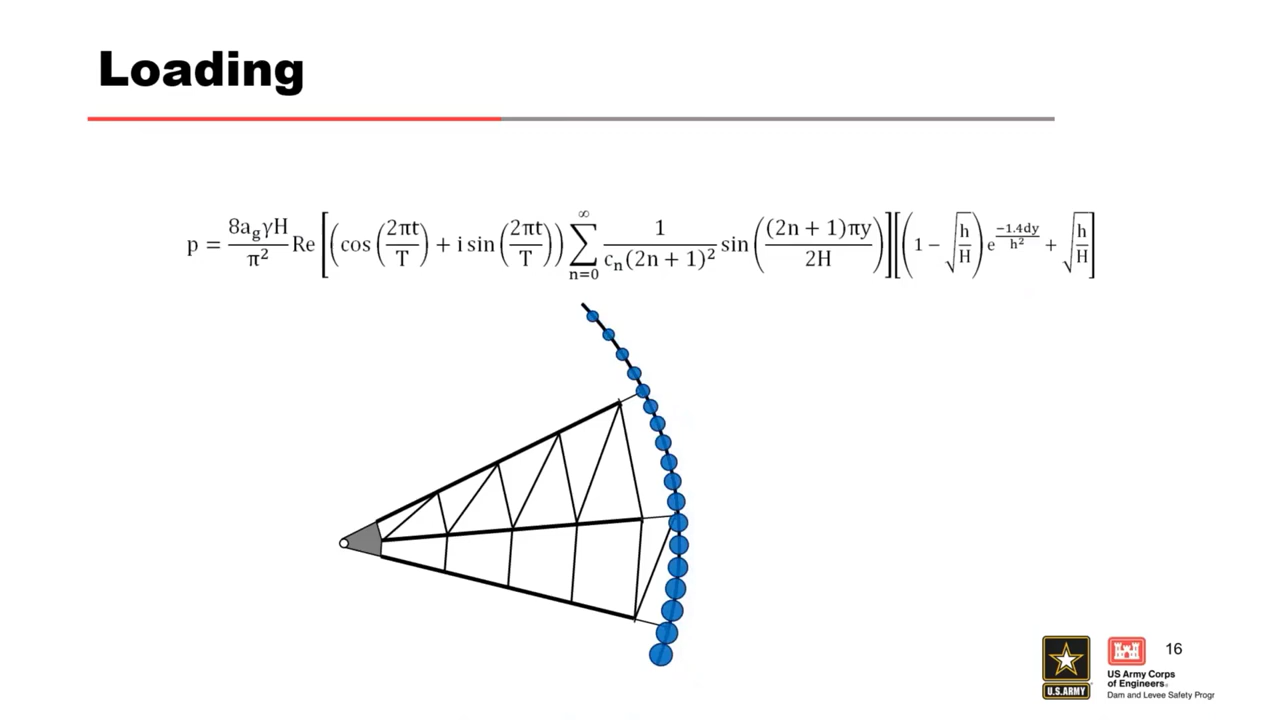 Loading
p = 8a_gγH/π² Re [(cos (2πt/T) + i sin (2πt/T)) ∑_{n=0}^{∞} 1/(c_n(2n + 1)²) sin ((2n + 1)πy/2H)] [(1 − √(h/H)) e^{−1.4dy/h²} + √(h/H)]
U.S.ARMY
US Army Corps
of Engineers®
Dam and Levee Safety Progr
16